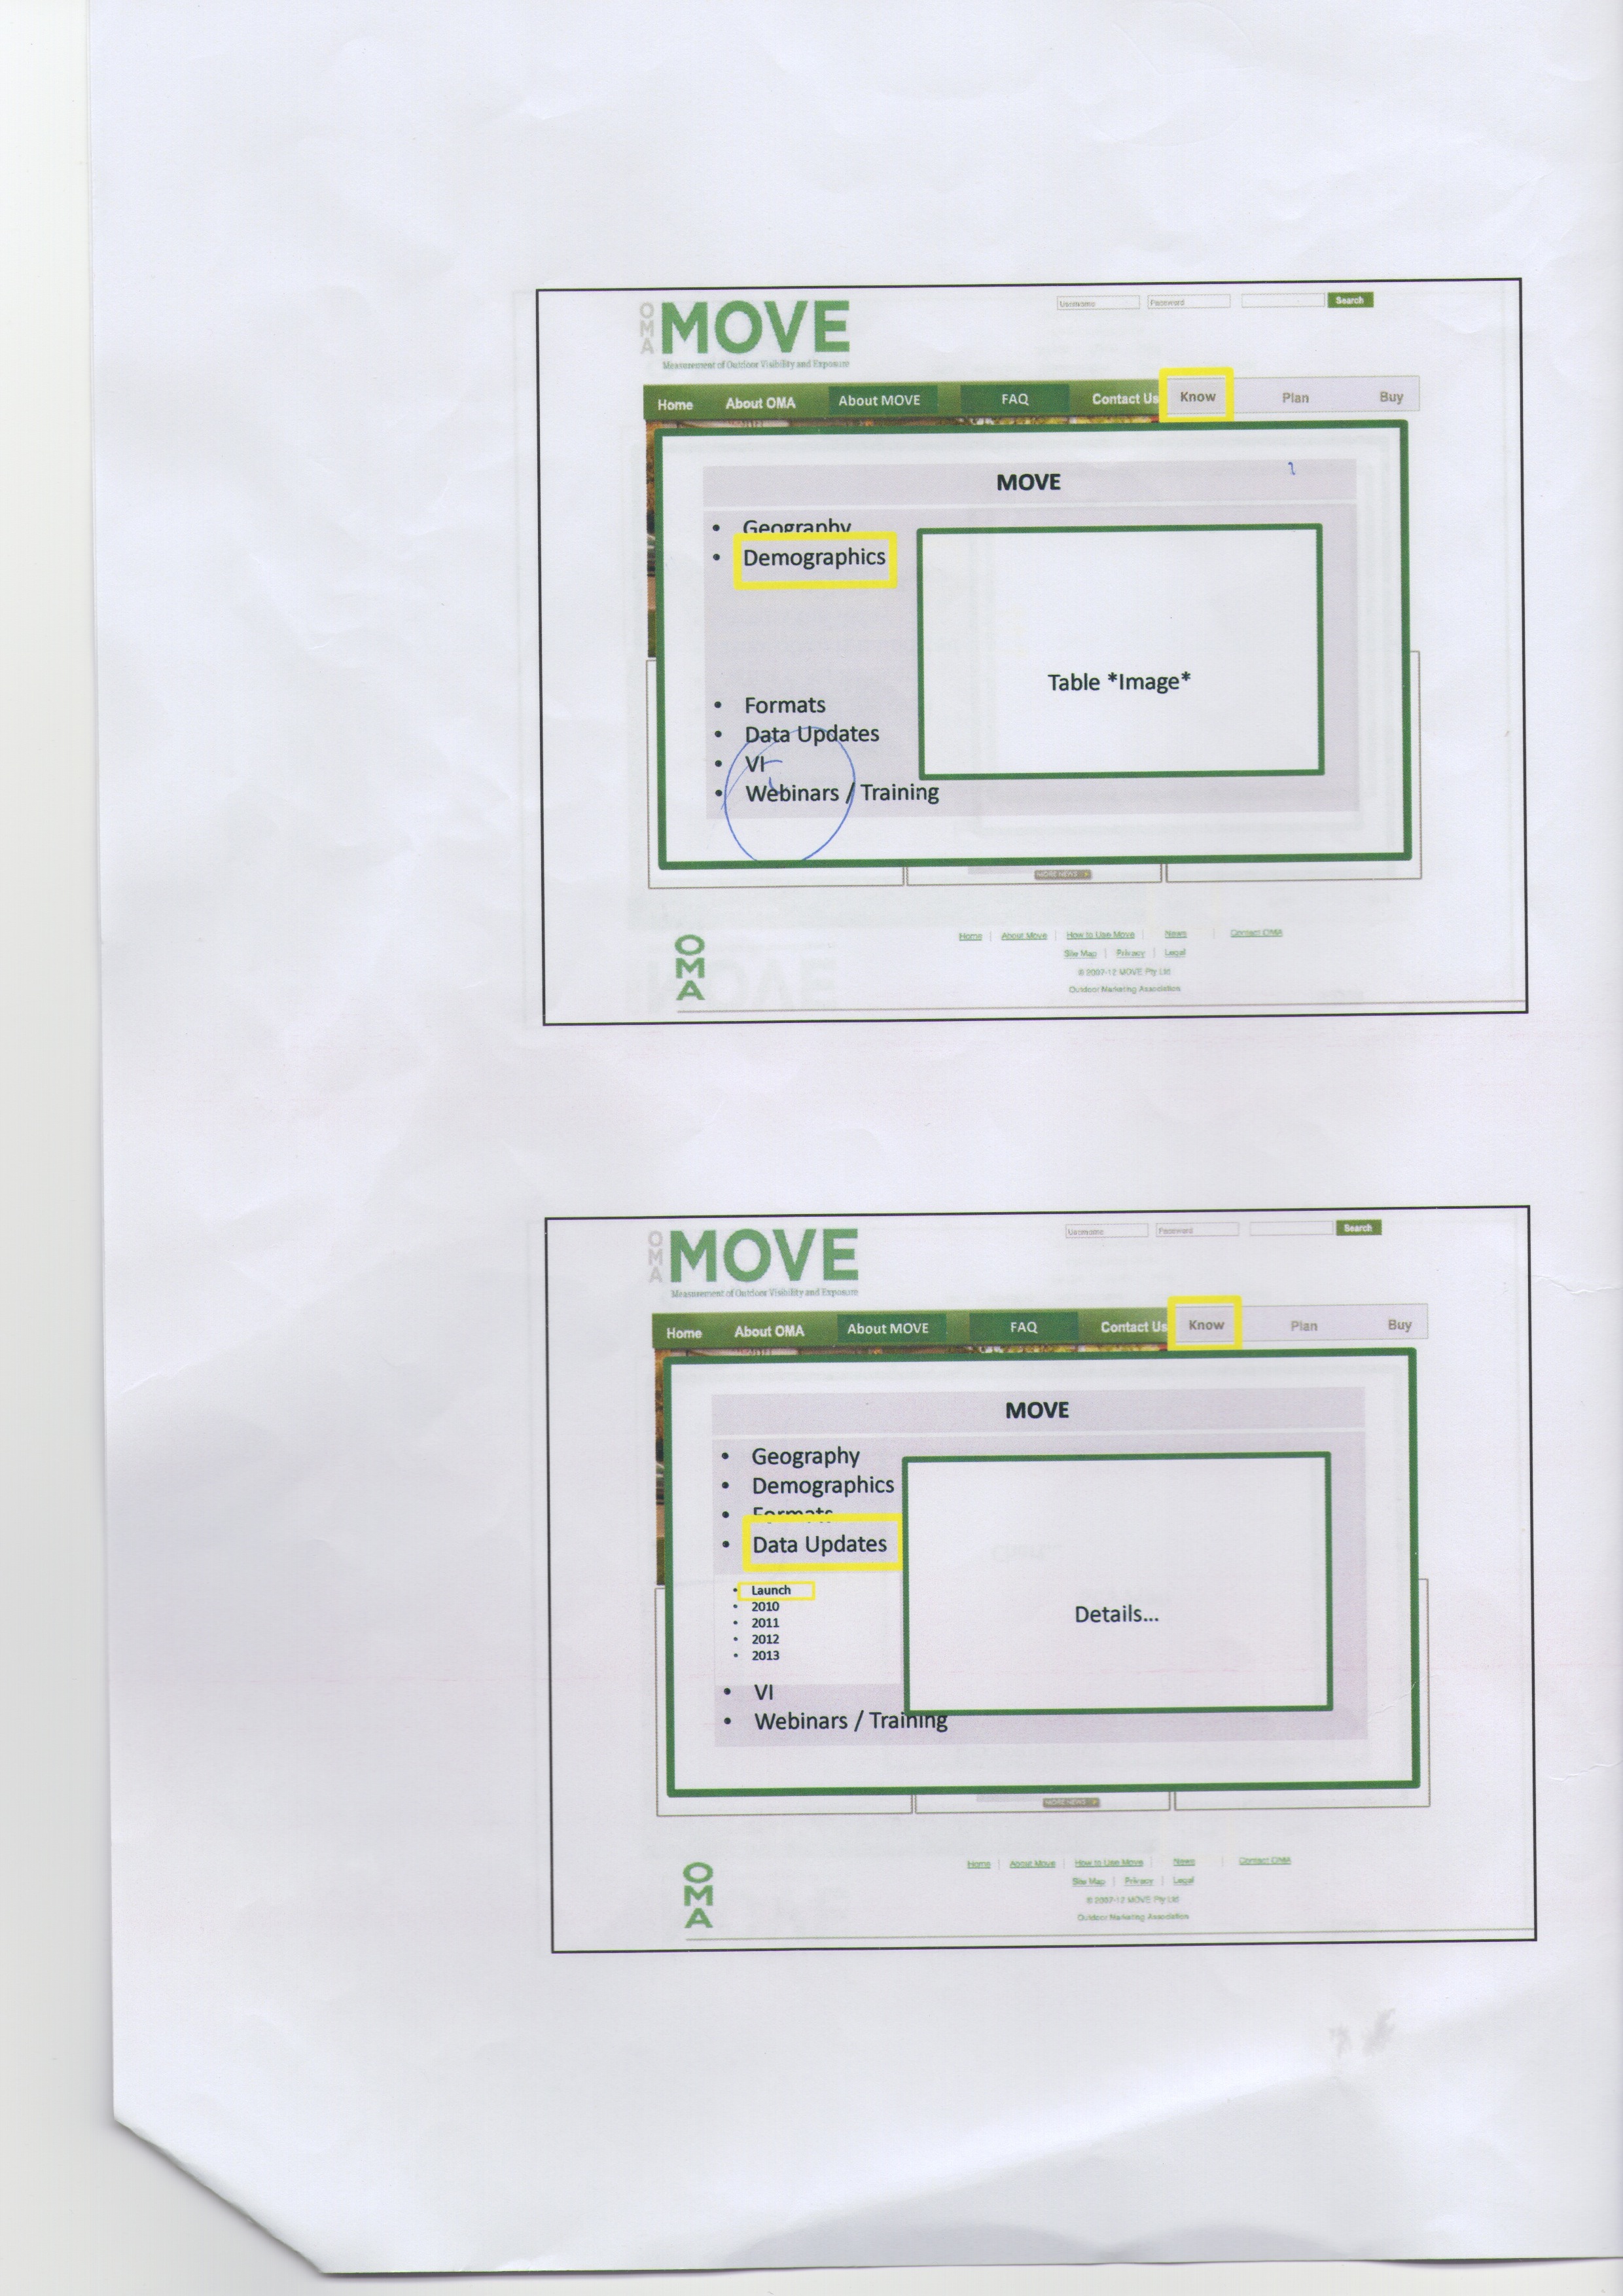 OMA MOVE
Username Password Search
Measurement of Outdoor Visibility and Exposure
Home About OMA About MOVE FAQ Contact Us Know Plan Buy
MOVE
• Geography
• Demographics
Table *Image*
• Formats
• Data Updates
• VI
• Webinars / Training
MORE NEWS
Home | About Move | How to Use Move | News | Contact OMA
Site Map | Privacy | Legal
© 2007-12 MOVE Pty Ltd
Outdoor Marketing Association
OMA
OMA MOVE
Username Password Search
Measurement of Outdoor Visibility and Exposure
Home About OMA About MOVE FAQ Contact Us Know Plan Buy
MOVE
• Geography
• Demographics
• Formats
• Data Updates
• Launch
• 2010
• 2011
• 2012
• 2013
Details...
• VI
• Webinars / Training
MORE NEWS
Home | About Move | How to Use Move | News | Contact OMA
Site Map | Privacy | Legal
© 2007-12 MOVE Pty Ltd
Outdoor Marketing Association
OMA